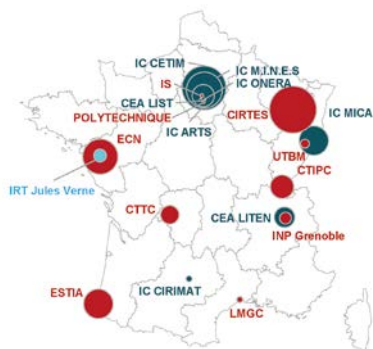 IC CETIM
IS
IC M.I.N.E.S
IC ONERA
CEA LIST
POLYTECHNIQUE
IC ARTS
CIRTES
IC MICA
ECN
UTBM
CTIPC
IRT Jules Verne
CTTC
CEA LITEN
INP Grenoble
ESTIA
IC CIRIMAT
LMGC